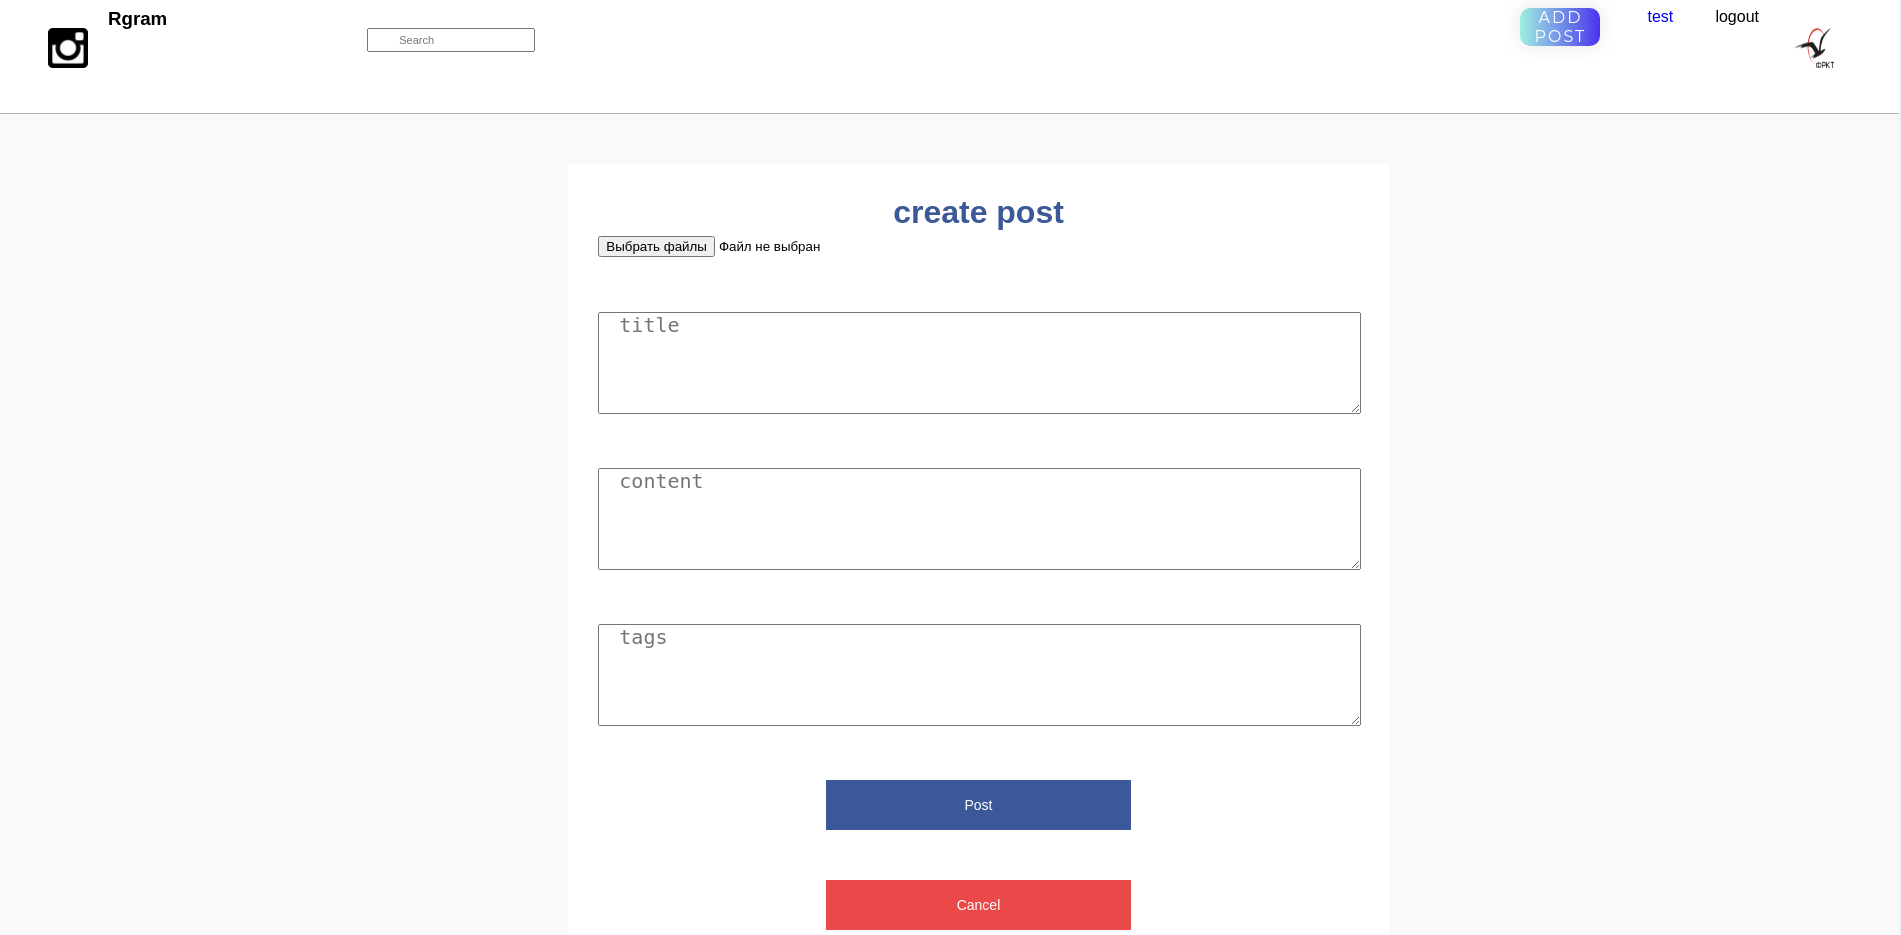 Rgram
Search
ADD
POST
test
logout
ФРКТ
create post
Выбрать файлы Файл не выбран
title
content
tags
Post
Cancel